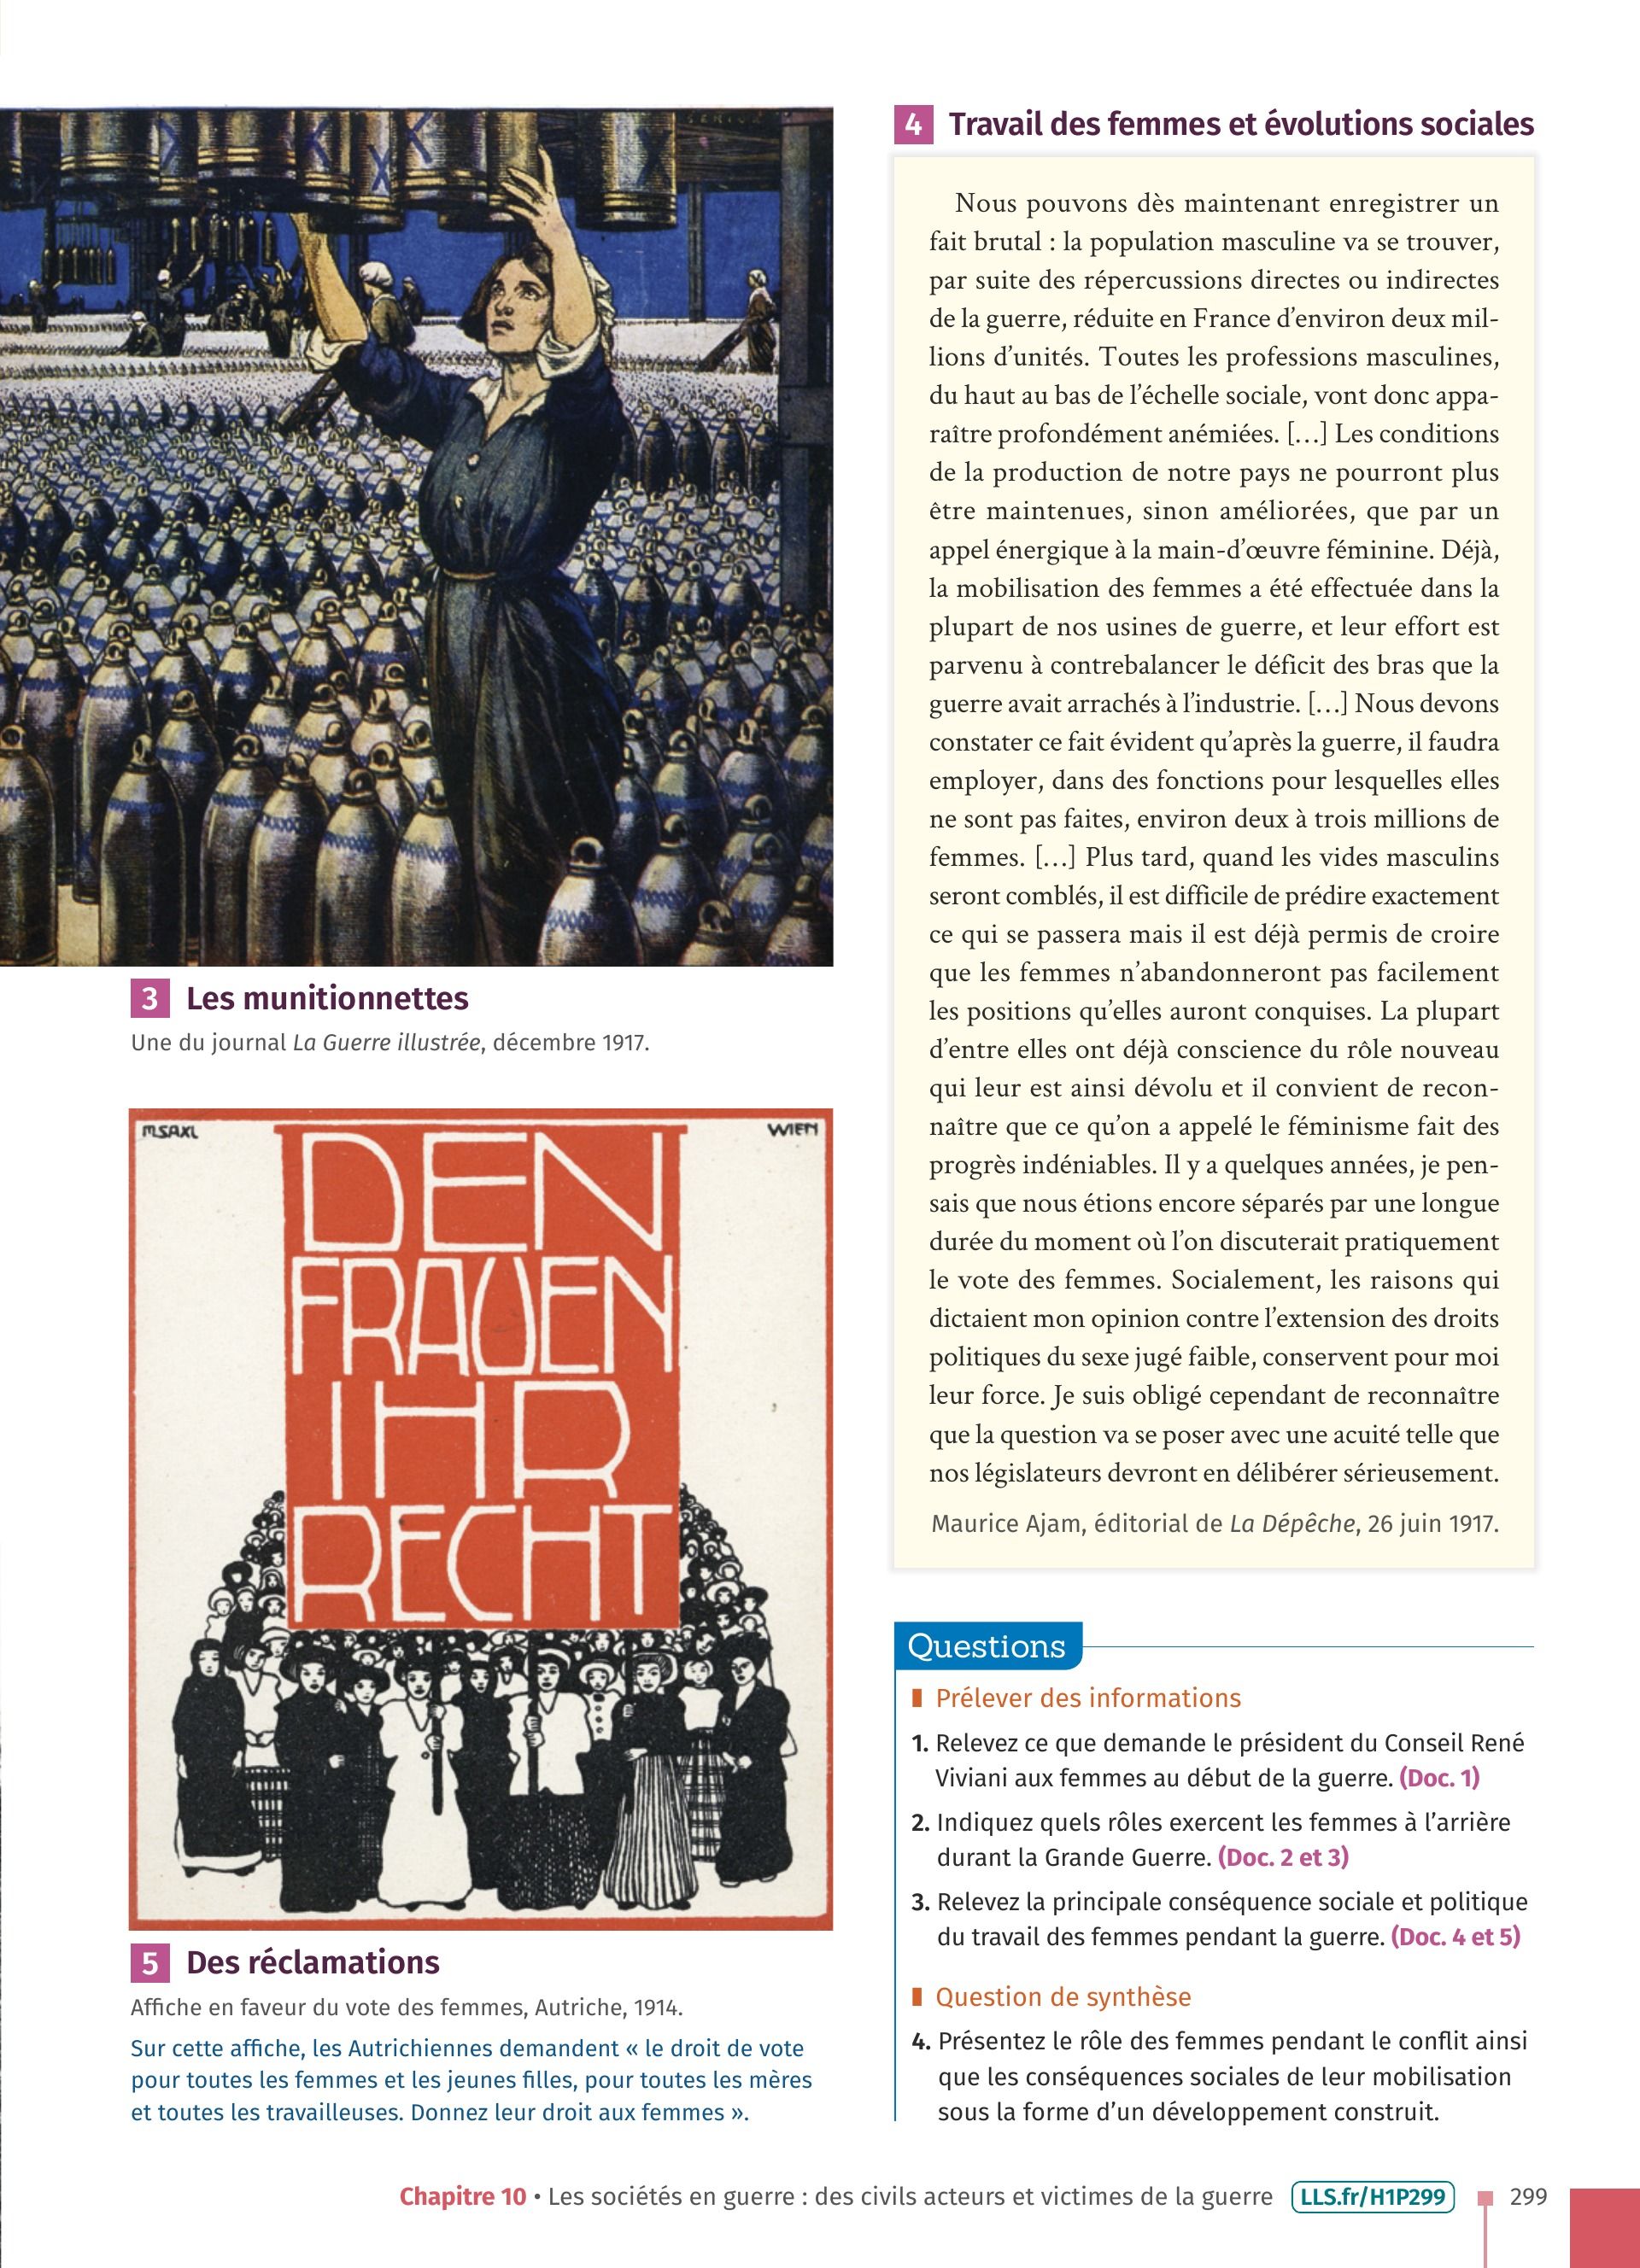 3 Les munitionnettes
Une du journal La Guerre illustrée, décembre 1917.
MSAXL
WIEN
DEN
FRAUEN
IHR
RECHT
5 Des réclamations
Affiche en faveur du vote des femmes, Autriche, 1914.
Sur cette affiche, les Autrichiennes demandent « le droit de vote
pour toutes les femmes et les jeunes filles, pour toutes les mères
et toutes les travailleuses. Donnez leur droit aux femmes ».
4 Travail des femmes et évolutions sociales
Nous pouvons dès maintenant enregistrer un
fait brutal : la population masculine va se trouver,
par suite des répercussions directes ou indirectes
de la guerre, réduite en France d’environ deux mil-
lions d’unités. Toutes les professions masculines,
du haut au bas de l’échelle sociale, vont donc appa-
raître profondément anémiées. […] Les conditions
de la production de notre pays ne pourront plus
être maintenues, sinon améliorées, que par un
appel énergique à la main-d’œuvre féminine. Déjà,
la mobilisation des femmes a été effectuée dans la
plupart de nos usines de guerre, et leur effort est
parvenu à contrebalancer le déficit des bras que la
guerre avait arrachés à l’industrie. […] Nous devons
constater ce fait évident qu’après la guerre, il faudra
employer, dans des fonctions pour lesquelles elles
ne sont pas faites, environ deux à trois millions de
femmes. […] Plus tard, quand les vides masculins
seront comblés, il est difficile de prédire exactement
ce qui se passera mais il est déjà permis de croire
que les femmes n’abandonneront pas facilement
les positions qu’elles auront conquises. La plupart
d’entre elles ont déjà conscience du rôle nouveau
qui leur est ainsi dévolu et il convient de recon-
naître que ce qu’on a appelé le féminisme fait des
progrès indéniables. Il y a quelques années, je pen-
sais que nous étions encore séparés par une longue
durée du moment où l’on discuterait pratiquement
le vote des femmes. Socialement, les raisons qui
dictaient mon opinion contre l’extension des droits
politiques du sexe jugé faible, conservent pour moi
leur force. Je suis obligé cependant de reconnaître
que la question va se poser avec une acuité telle que
nos législateurs devront en délibérer sérieusement.
Maurice Ajam, éditorial de La Dépêche, 26 juin 1917.
Questions
Prélever des informations
1. Relevez ce que demande le président du Conseil René
Viviani aux femmes au début de la guerre. (Doc. 1)
2. Indiquez quels rôles exercent les femmes à l’arrière
durant la Grande Guerre. (Doc. 2 et 3)
3. Relevez la principale conséquence sociale et politique
du travail des femmes pendant la guerre. (Doc. 4 et 5)
Question de synthèse
4. Présentez le rôle des femmes pendant le conflit ainsi
que les conséquences sociales de leur mobilisation
sous la forme d’un développement construit.
Chapitre 10 • Les sociétés en guerre : des civils acteurs et victimes de la guerre LLS.fr/H1P299 299